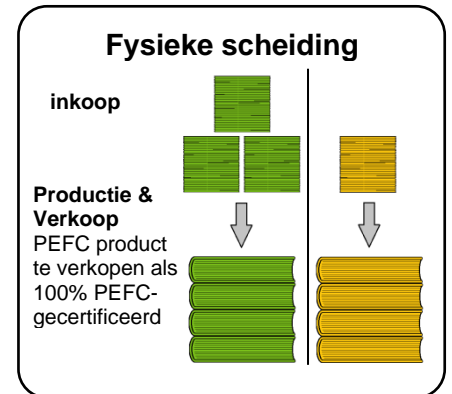 Fysieke scheiding
inkoop
Productie &
Verkoop
PEFC product
te verkopen als
100% PEFC-
gecertificeerd